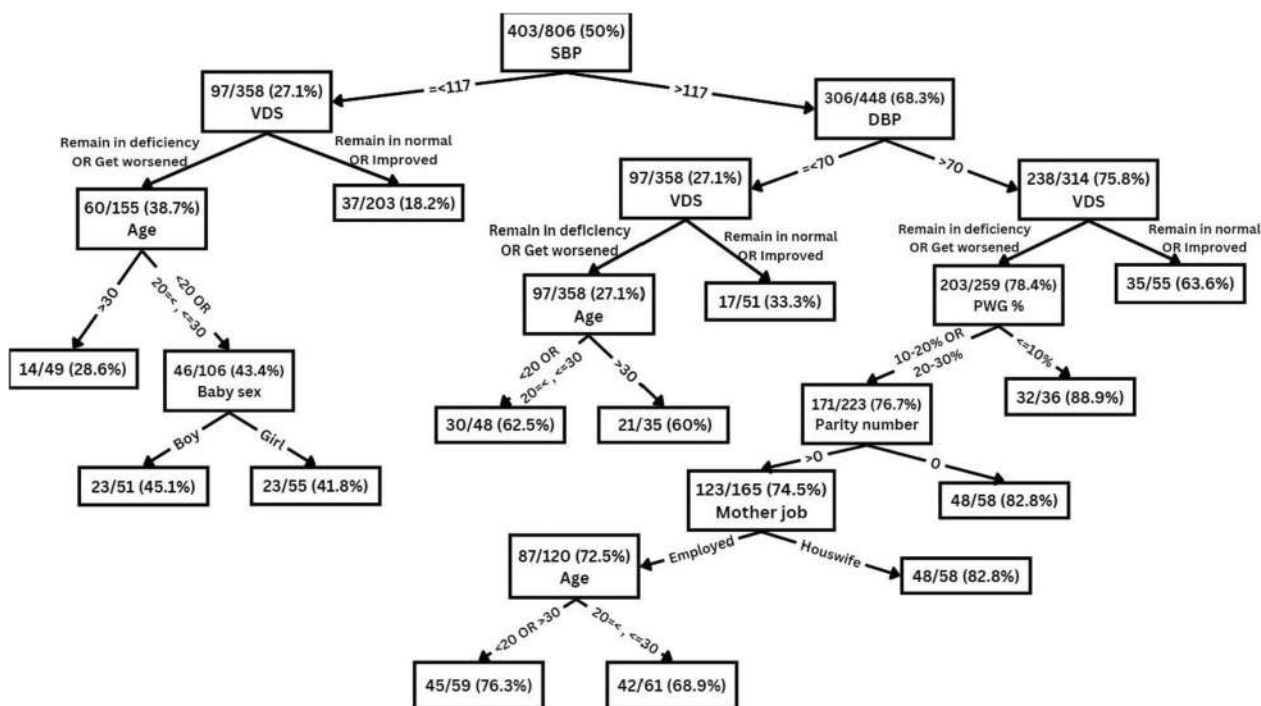 403/806 (50%)
SBP
=<117
>117
97/358 (27.1%)
VDS
306/448 (68.3%)
DBP
Remain in deficiency
OR Get worsened
Remain in normal
OR Improved
=<70
>70
60/155 (38.7%)
Age
37/203 (18.2%)
97/358 (27.1%)
VDS
238/314 (75.8%)
VDS
Remain in deficiency
OR Get worsened
Remain in normal
OR Improved
Remain in deficiency
OR Get worsened
Remain in normal
OR Improved
>30
<20 OR
20=< , <=30
97/358 (27.1%)
Age
17/51 (33.3%)
203/259 (78.4%)
PWG %
35/55 (63.6%)
14/49 (28.6%)
46/106 (43.4%)
Baby sex
<20 OR
20=< , <=30
>30
10-20% OR
20-30%
<=10%
Boy
Girl
30/48 (62.5%)
21/35 (60%)
171/223 (76.7%)
Parity number
32/36 (88.9%)
23/51 (45.1%)
23/55 (41.8%)
>0
0
123/165 (74.5%)
Mother job
48/58 (82.8%)
Employed
Houswife
87/120 (72.5%)
Age
48/58 (82.8%)
<20 OR >30
20=< , <=30
45/59 (76.3%)
42/61 (68.9%)